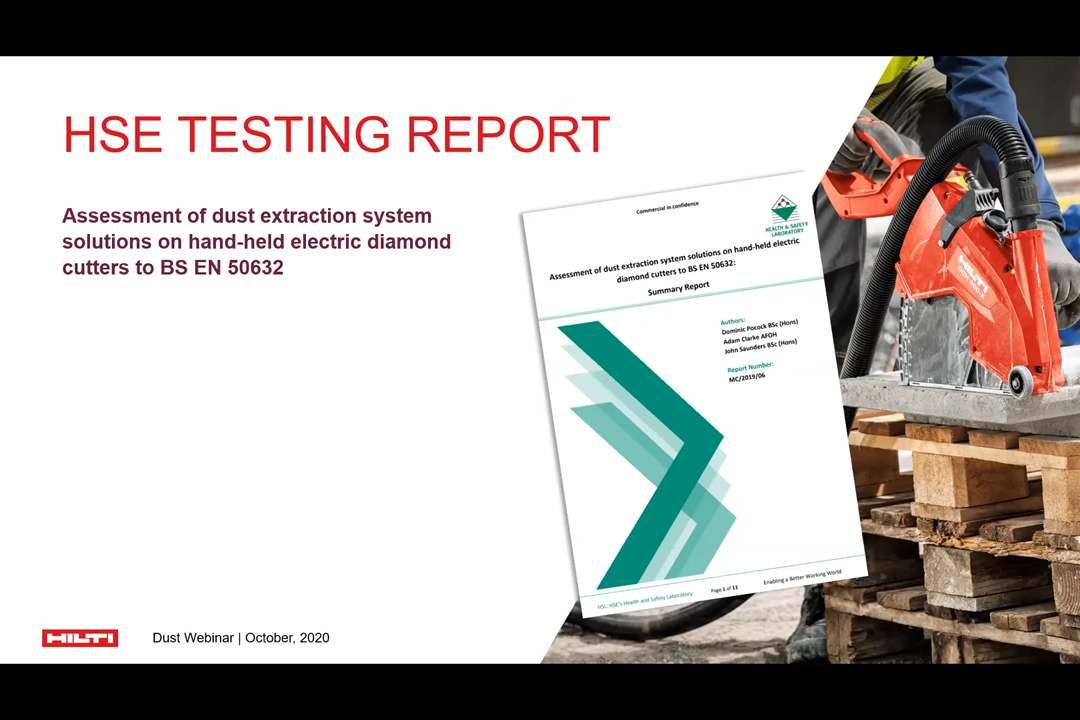 HSE TESTING REPORT
Assessment of dust extraction system
solutions on hand-held electric diamond
cutters to BS EN 50632
Commercial in confidence
HEALTH & SAFETY
LABORATORY
Assessment of dust extraction system solutions on hand-held electric
diamond cutters to BS EN 50632:
Summary Report
Authors:
Dominic Pocock BSc (Hons)
Adam Clarke AFOH
John Saunders BSc (Hons)
Report Number:
MC/2019/06
HSL: HSE's Health and Safety Laboratory
Page 1 of 11
Enabling a Better Working World
HILTI
HILTI
Dust Webinar | October, 2020